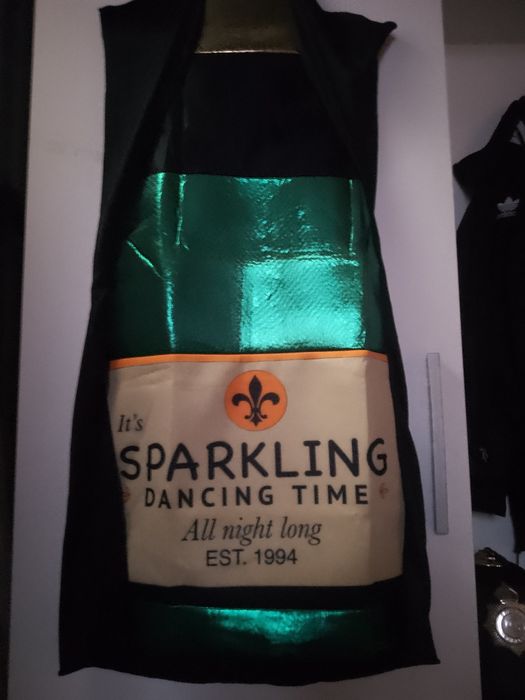 It's
SPARKLING
DANCING TIME
All night long
EST. 1994